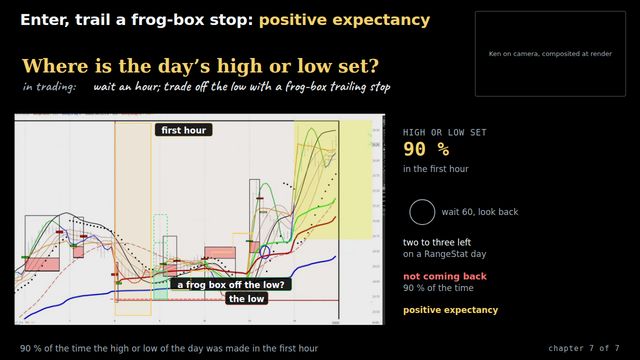 Enter, trail a frog-box stop: positive expectancy
Ken on camera, composited at render
Where is the day's high or low set?
in trading: wait an hour; trade off the low with a frog-box trailing stop
first hour
a frog box off the low?
the low
HIGH OR LOW SET
90 %
in the first hour
wait 60, look back
two to three left
on a RangeStat day
not coming back
90 % of the time
positive expectancy
90 % of the time the high or low of the day was made in the first hour
chapter 7 of 7